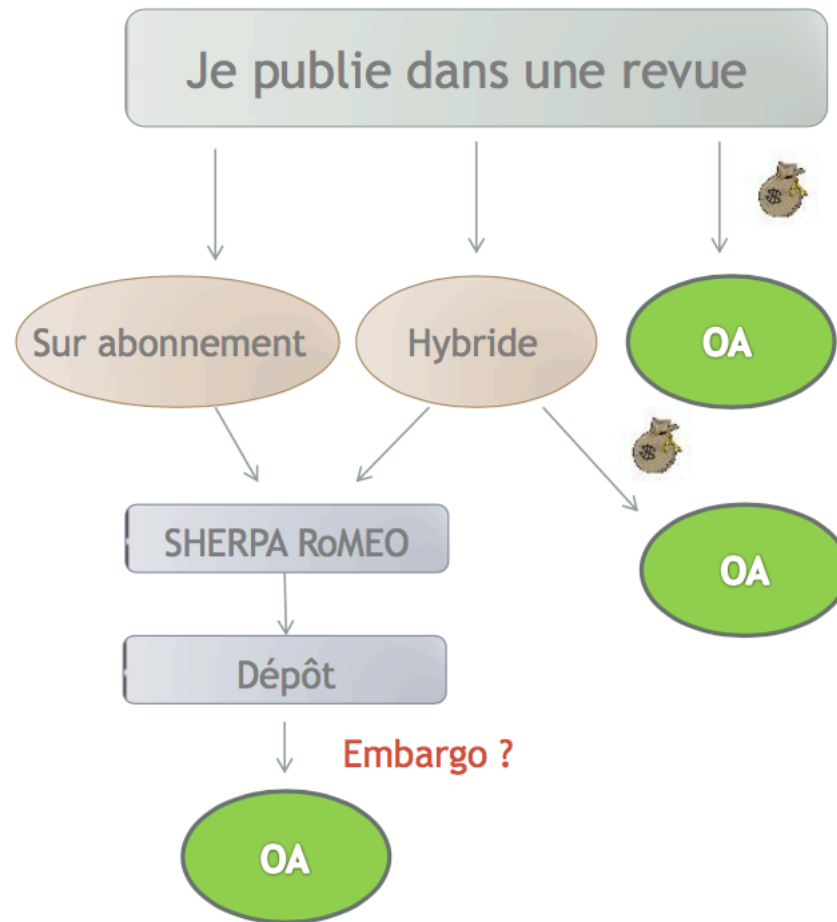 Je publie dans une revue
Sur abonnement
Hybride
OA
SHERPA RoMEO
OA
Dépôt
Embargo ?
OA